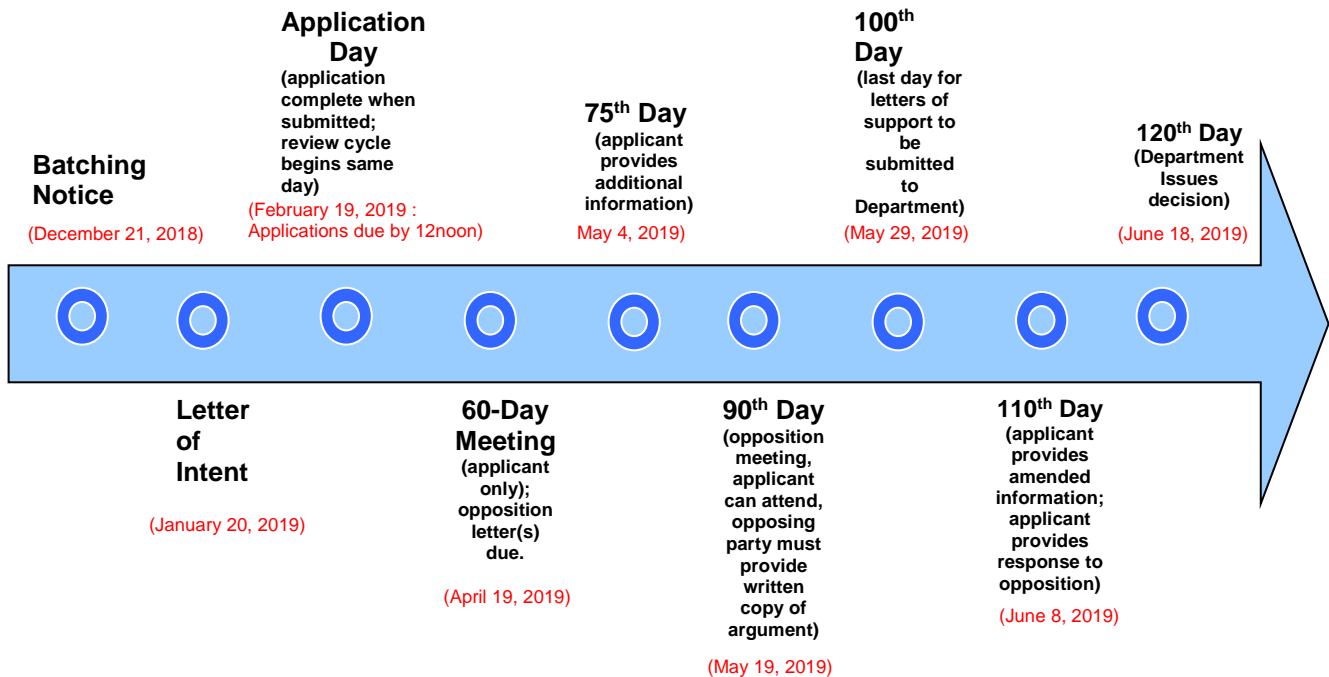 Batching
Notice
(December 21, 2018)
Letter
of
Intent
(January 20, 2019)
Application
Day
(application
complete when
submitted;
review cycle
begins same
day)
(February 19, 2019 :
Applications due by 12noon)
60-Day
Meeting
(applicant
only);
opposition
letter(s)
due.
(April 19, 2019)
75th Day
(applicant
provides
additional
information)
May 4, 2019)
90th Day
(opposition
meeting,
applicant
can attend,
opposing
party must
provide
written
copy of
argument)
(May 19, 2019)
100th
Day
(last day for
letters of
support to
be
submitted
to
Department)
(May 29, 2019)
110th Day
(applicant
provides
amended
information;
applicant
provides
response to
opposition)
(June 8, 2019)
120th Day
(Department
Issues
decision)
(June 18, 2019)